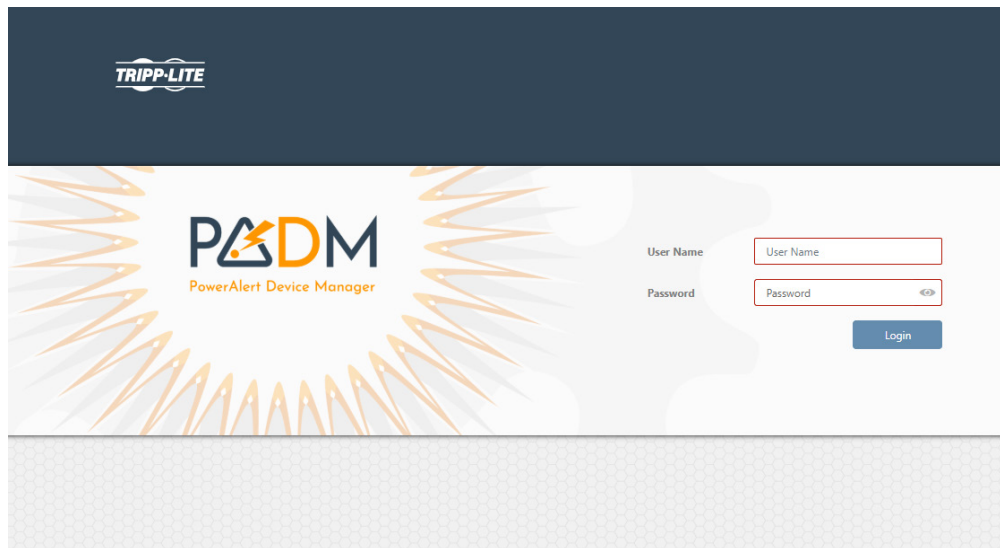 TRIPP·LITE
PADM
PowerAlert Device Manager
User Name
User Name
Password
Password
Login